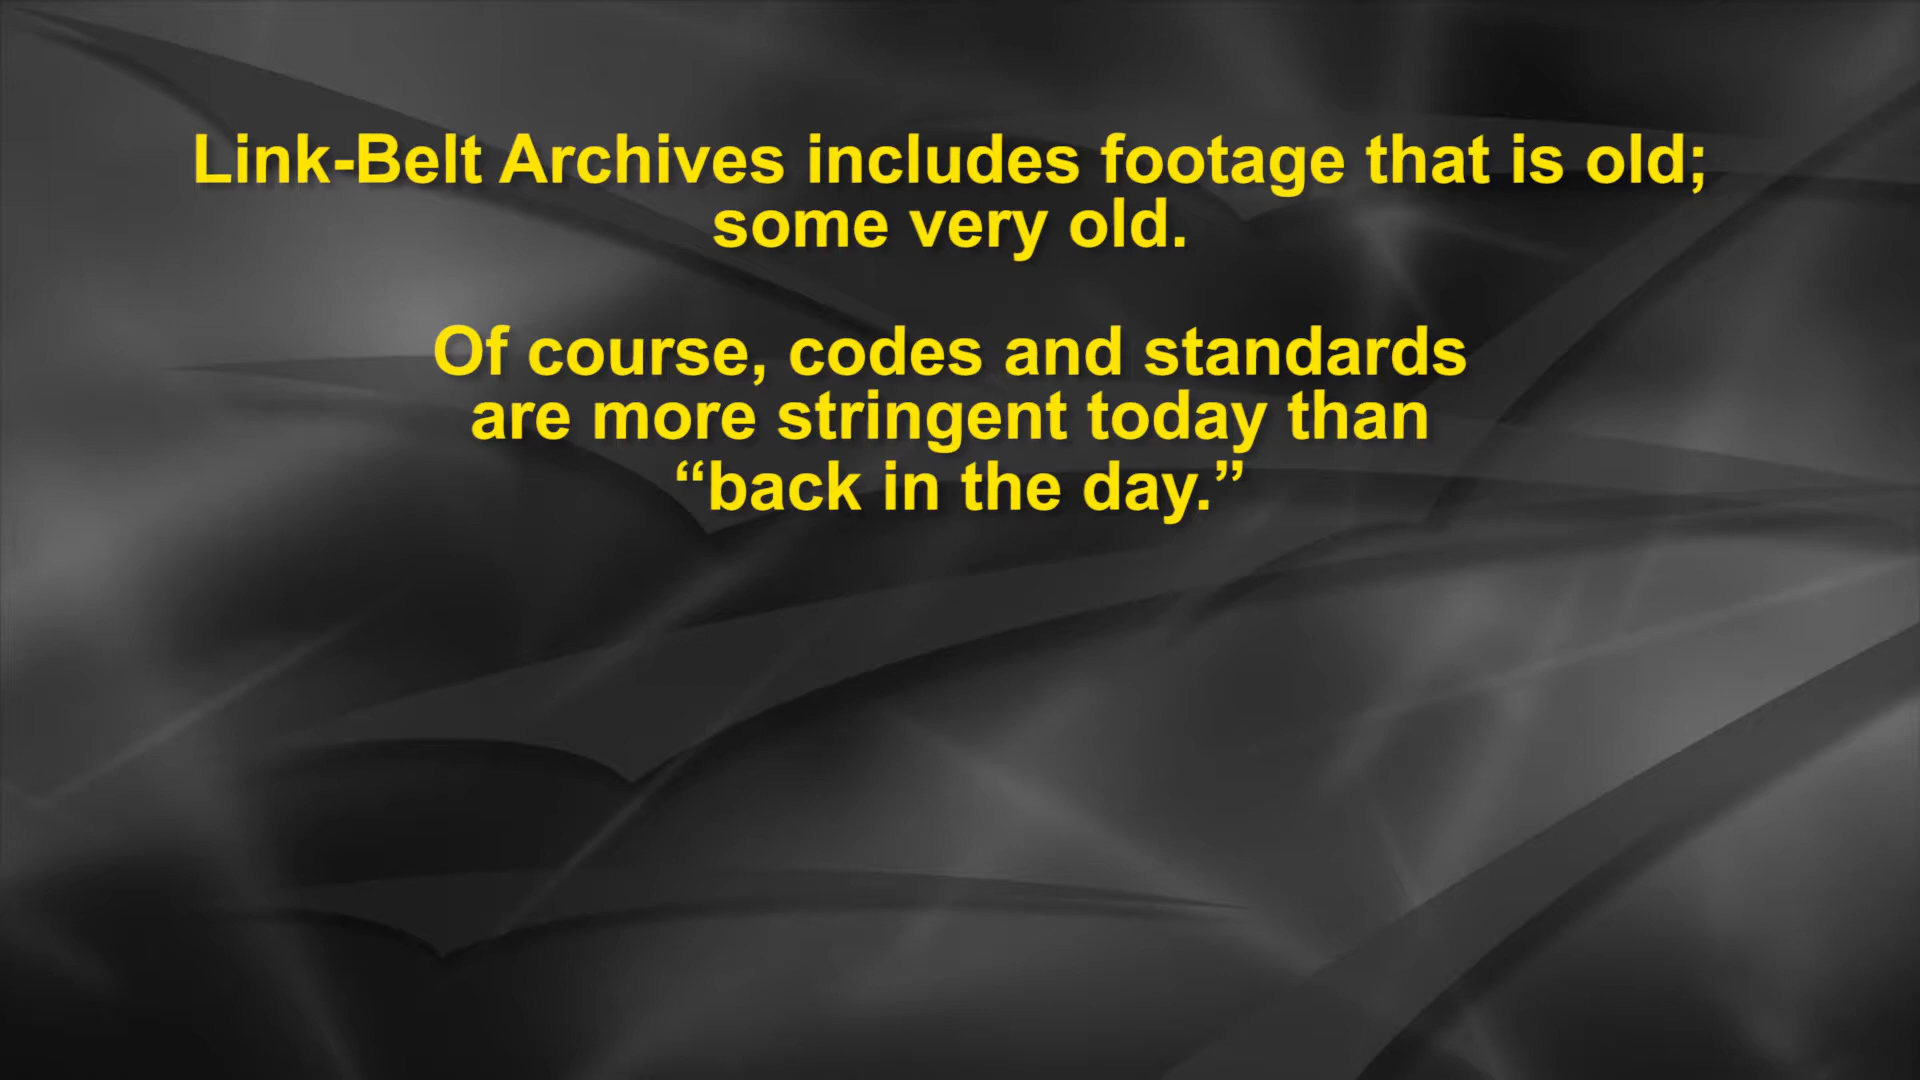 Link-Belt Archives includes footage that is old;
some very old.
Of course, codes and standards
are more stringent today than
“back in the day.”